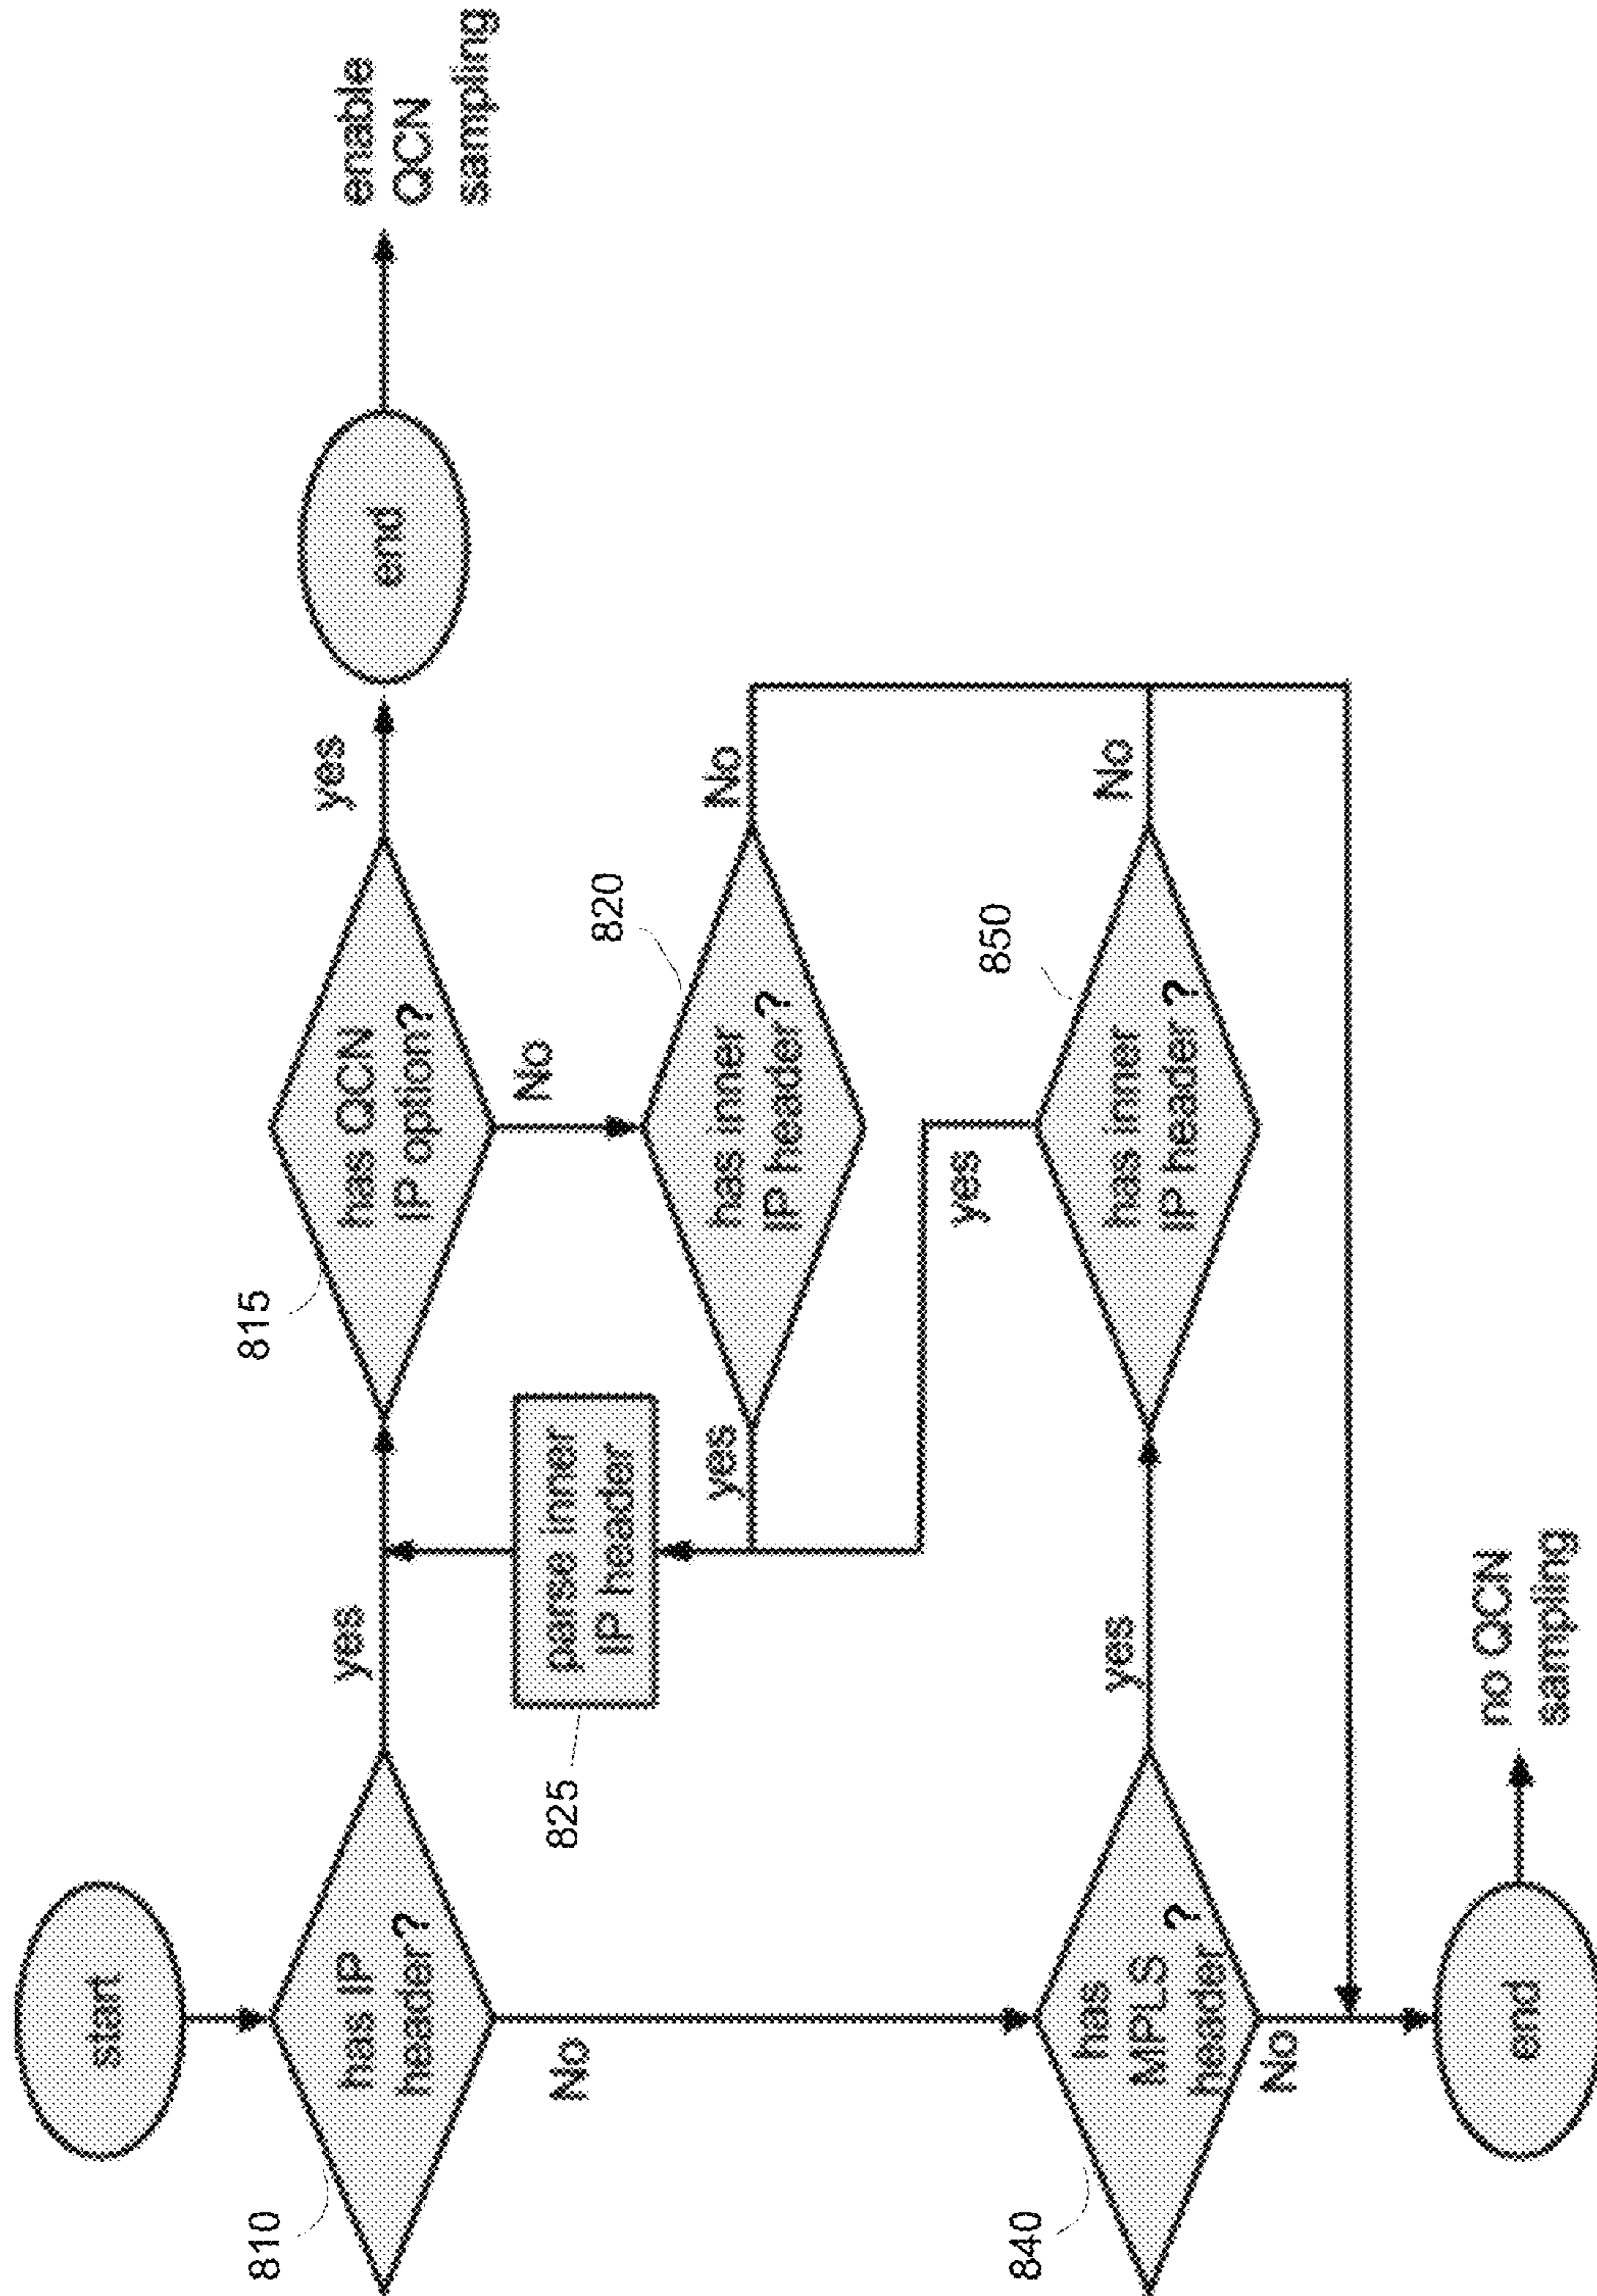 start
810
has IP
header?
yes
No
815
has QCN
IP option?
yes
end
enable
QCN
sampling
No
825
parse inner
IP header
820
has inner
IP header?
yes
No
840
has
MPLS
header ?
yes
No
850
has inner
IP header ?
yes
No
end
no QCN
sampling